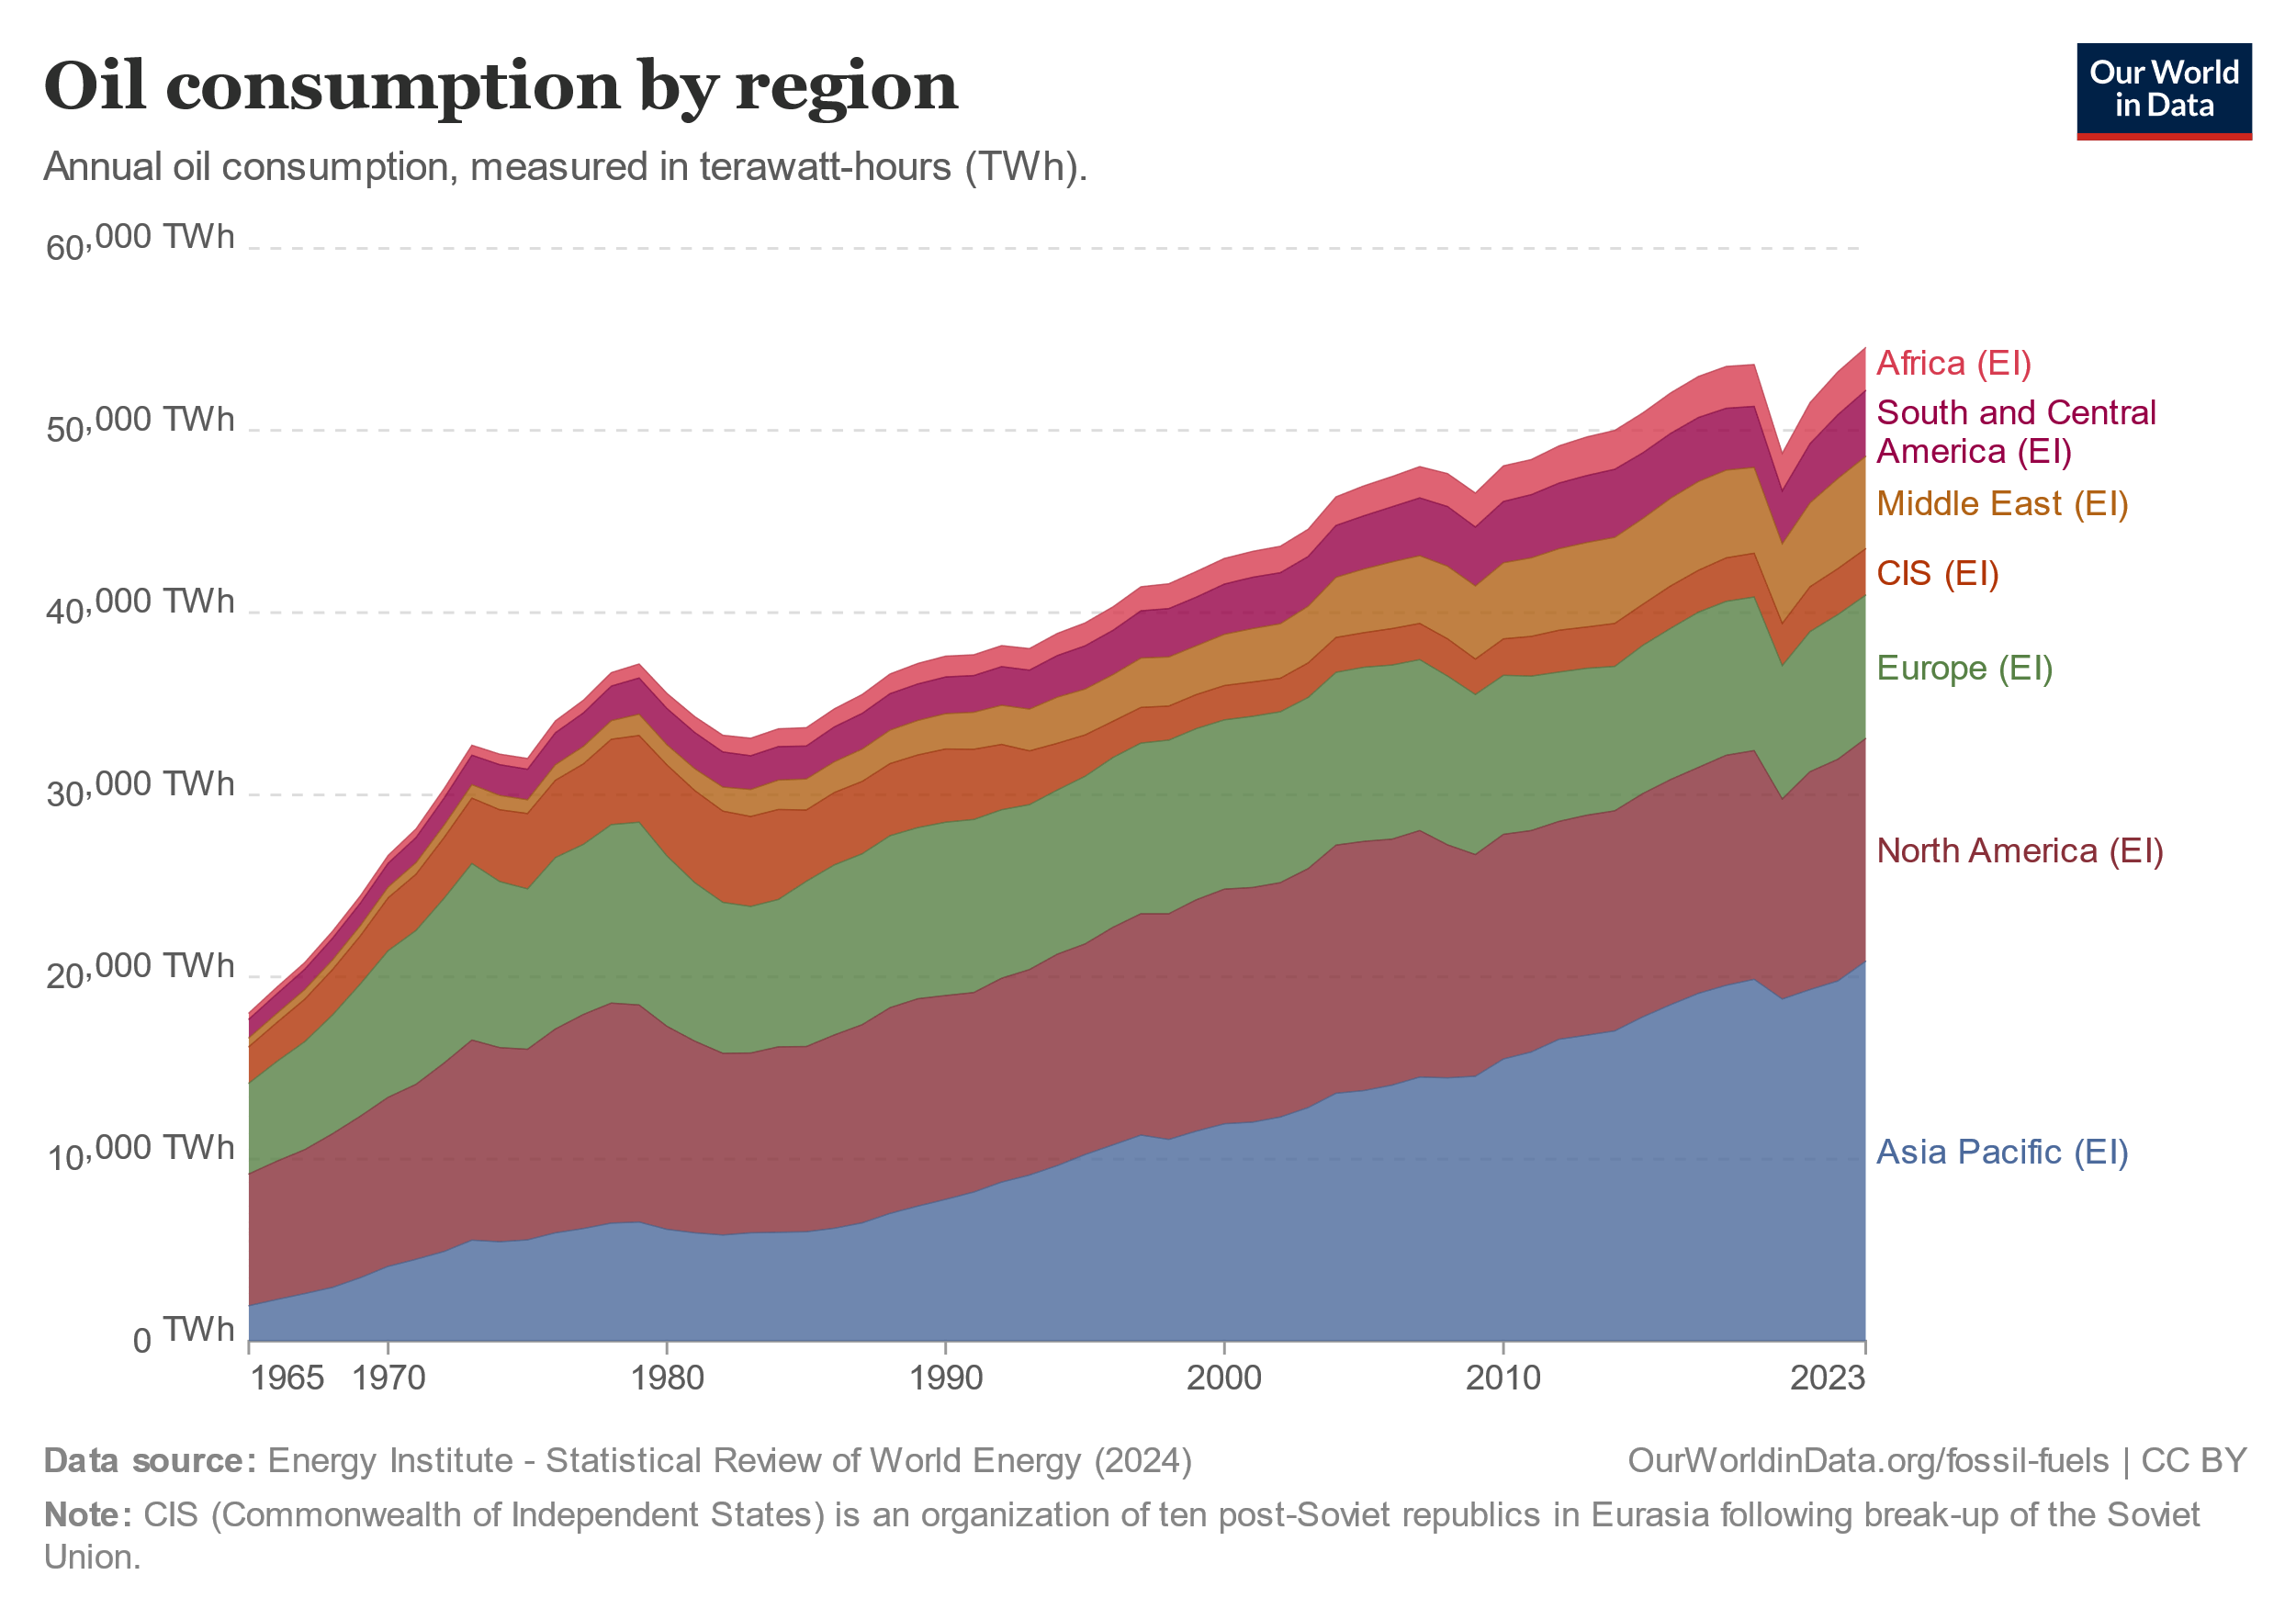 Oil consumption by region
Our World
in Data
Annual oil consumption, measured in terawatt-hours (TWh).
60,000 TWh
50,000 TWh
40,000 TWh
30,000 TWh
20,000 TWh
10,000 TWh
0 TWh
Africa (EI)
South and Central
America (EI)
Middle East (EI)
CIS (EI)
Europe (EI)
North America (EI)
Asia Pacific (EI)
1965 1970 1980 1990 2000 2010 2023
Data source: Energy Institute - Statistical Review of World Energy (2024)
OurWorldinData.org/fossil-fuels | CC BY
Note: CIS (Commonwealth of Independent States) is an organization of ten post-Soviet republics in Eurasia following break-up of the Soviet
Union.